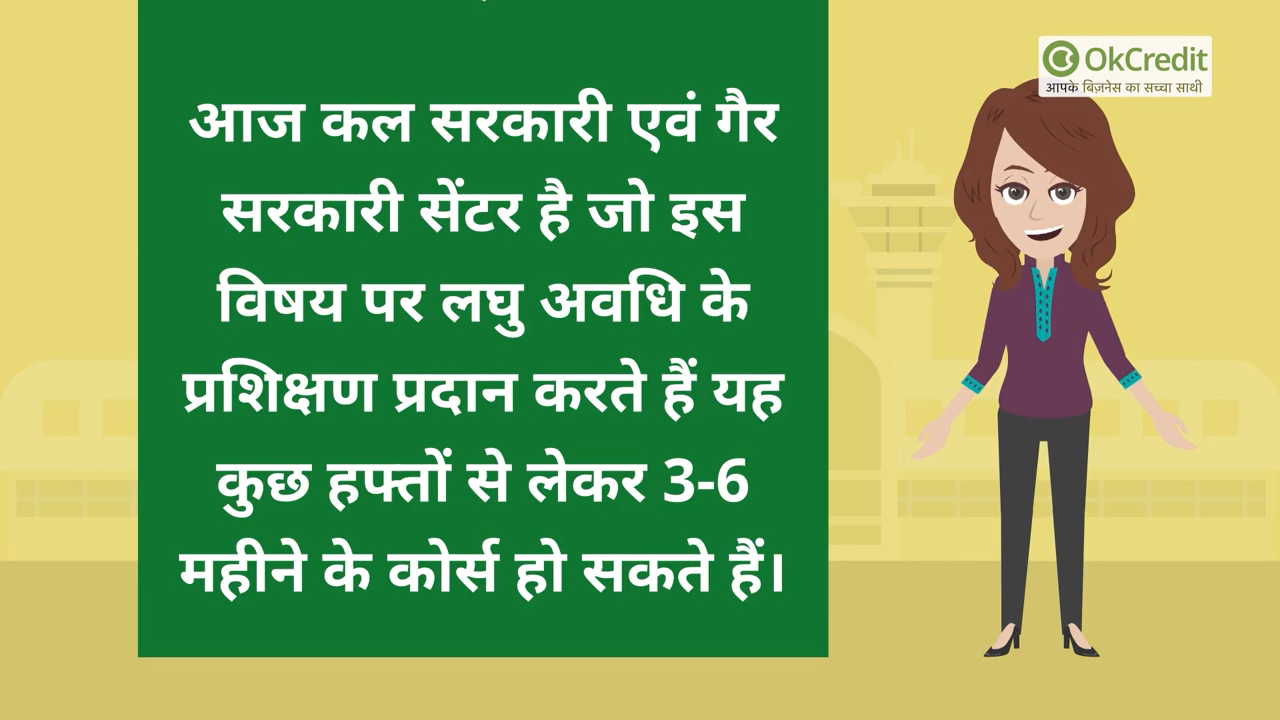 OkCredit
आपके बिज़नेस का सच्चा साथी
आज कल सरकारी एवं गैर
सरकारी सेंटर है जो इस
विषय पर लघु अवधि के
प्रशिक्षण प्रदान करते हैं यह
कुछ हफ्तों से लेकर 3-6
महीने के कोर्स हो सकते हैं।